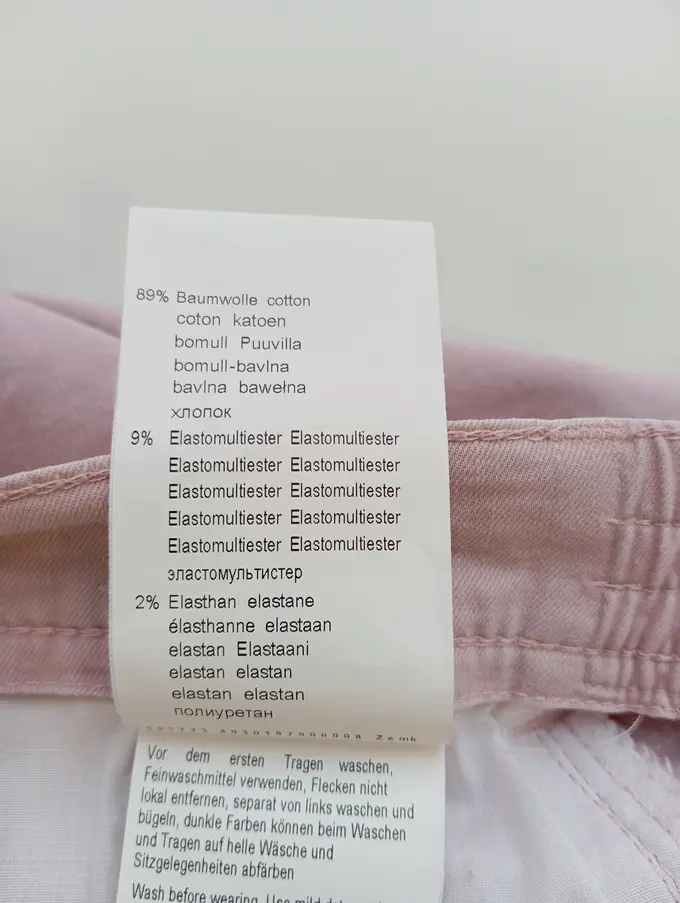 89% Baumwolle cotton
coton katoen
bomull Puuvilla
bomull-bavlna
bavlna bawełna
хлопок
9% Elastomultiester Elastomultiester
Elastomultiester Elastomultiester
Elastomultiester Elastomultiester
Elastomultiester Elastomultiester
Elastomultiester Elastomultiester
эластомультистер
2% Elasthan elastane
élasthanne elastaan
elastan Elastaani
elastan elastan
elastan elastan
полиуретан
Zemk
Vor dem ersten Tragen waschen,
Feinwaschmittel verwenden, Flecken nicht
lokal entfernen, separat von links waschen und
bügeln, dunkle Farben können beim Waschen
und Tragen auf helle Wäsche und
Sitzgelegenheiten abfärben
Wash before wearing. Use mild